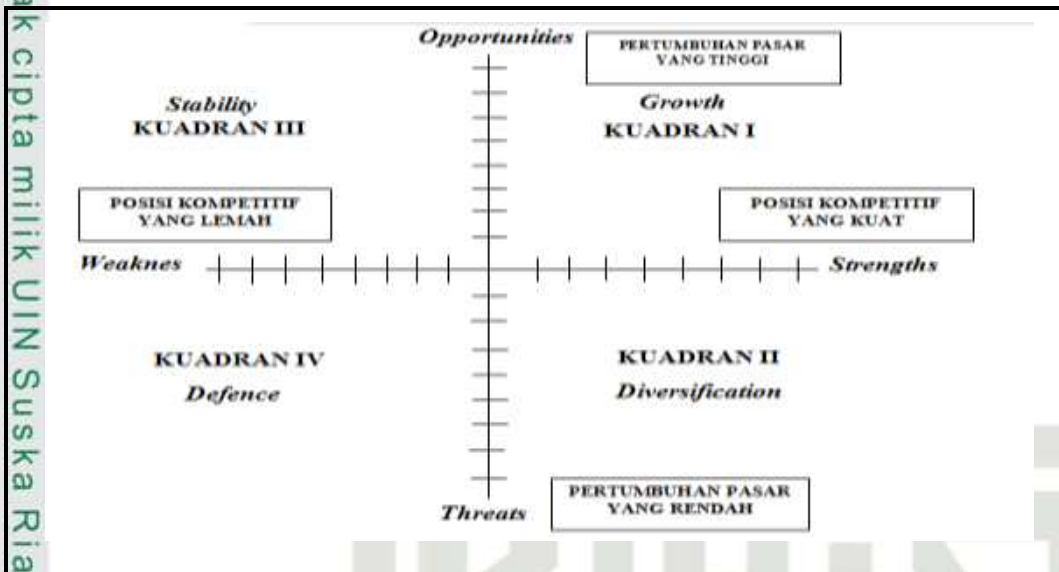 ak cipta milik UIN Suska Ria
Opportunities
PERTUMBUHAN PASAR
YANG TINGGI
Stability
KUADRAN III
Growth
KUADRAN I
POSISI KOMPETITIF
YANG LEMAH
POSISI KOMPETITIF
YANG KUAT
Weaknes
Strengths
KUADRAN IV
Defence
KUADRAN II
Diversification
Threats
PERTUMBUHAN PASAR
YANG RENDAH